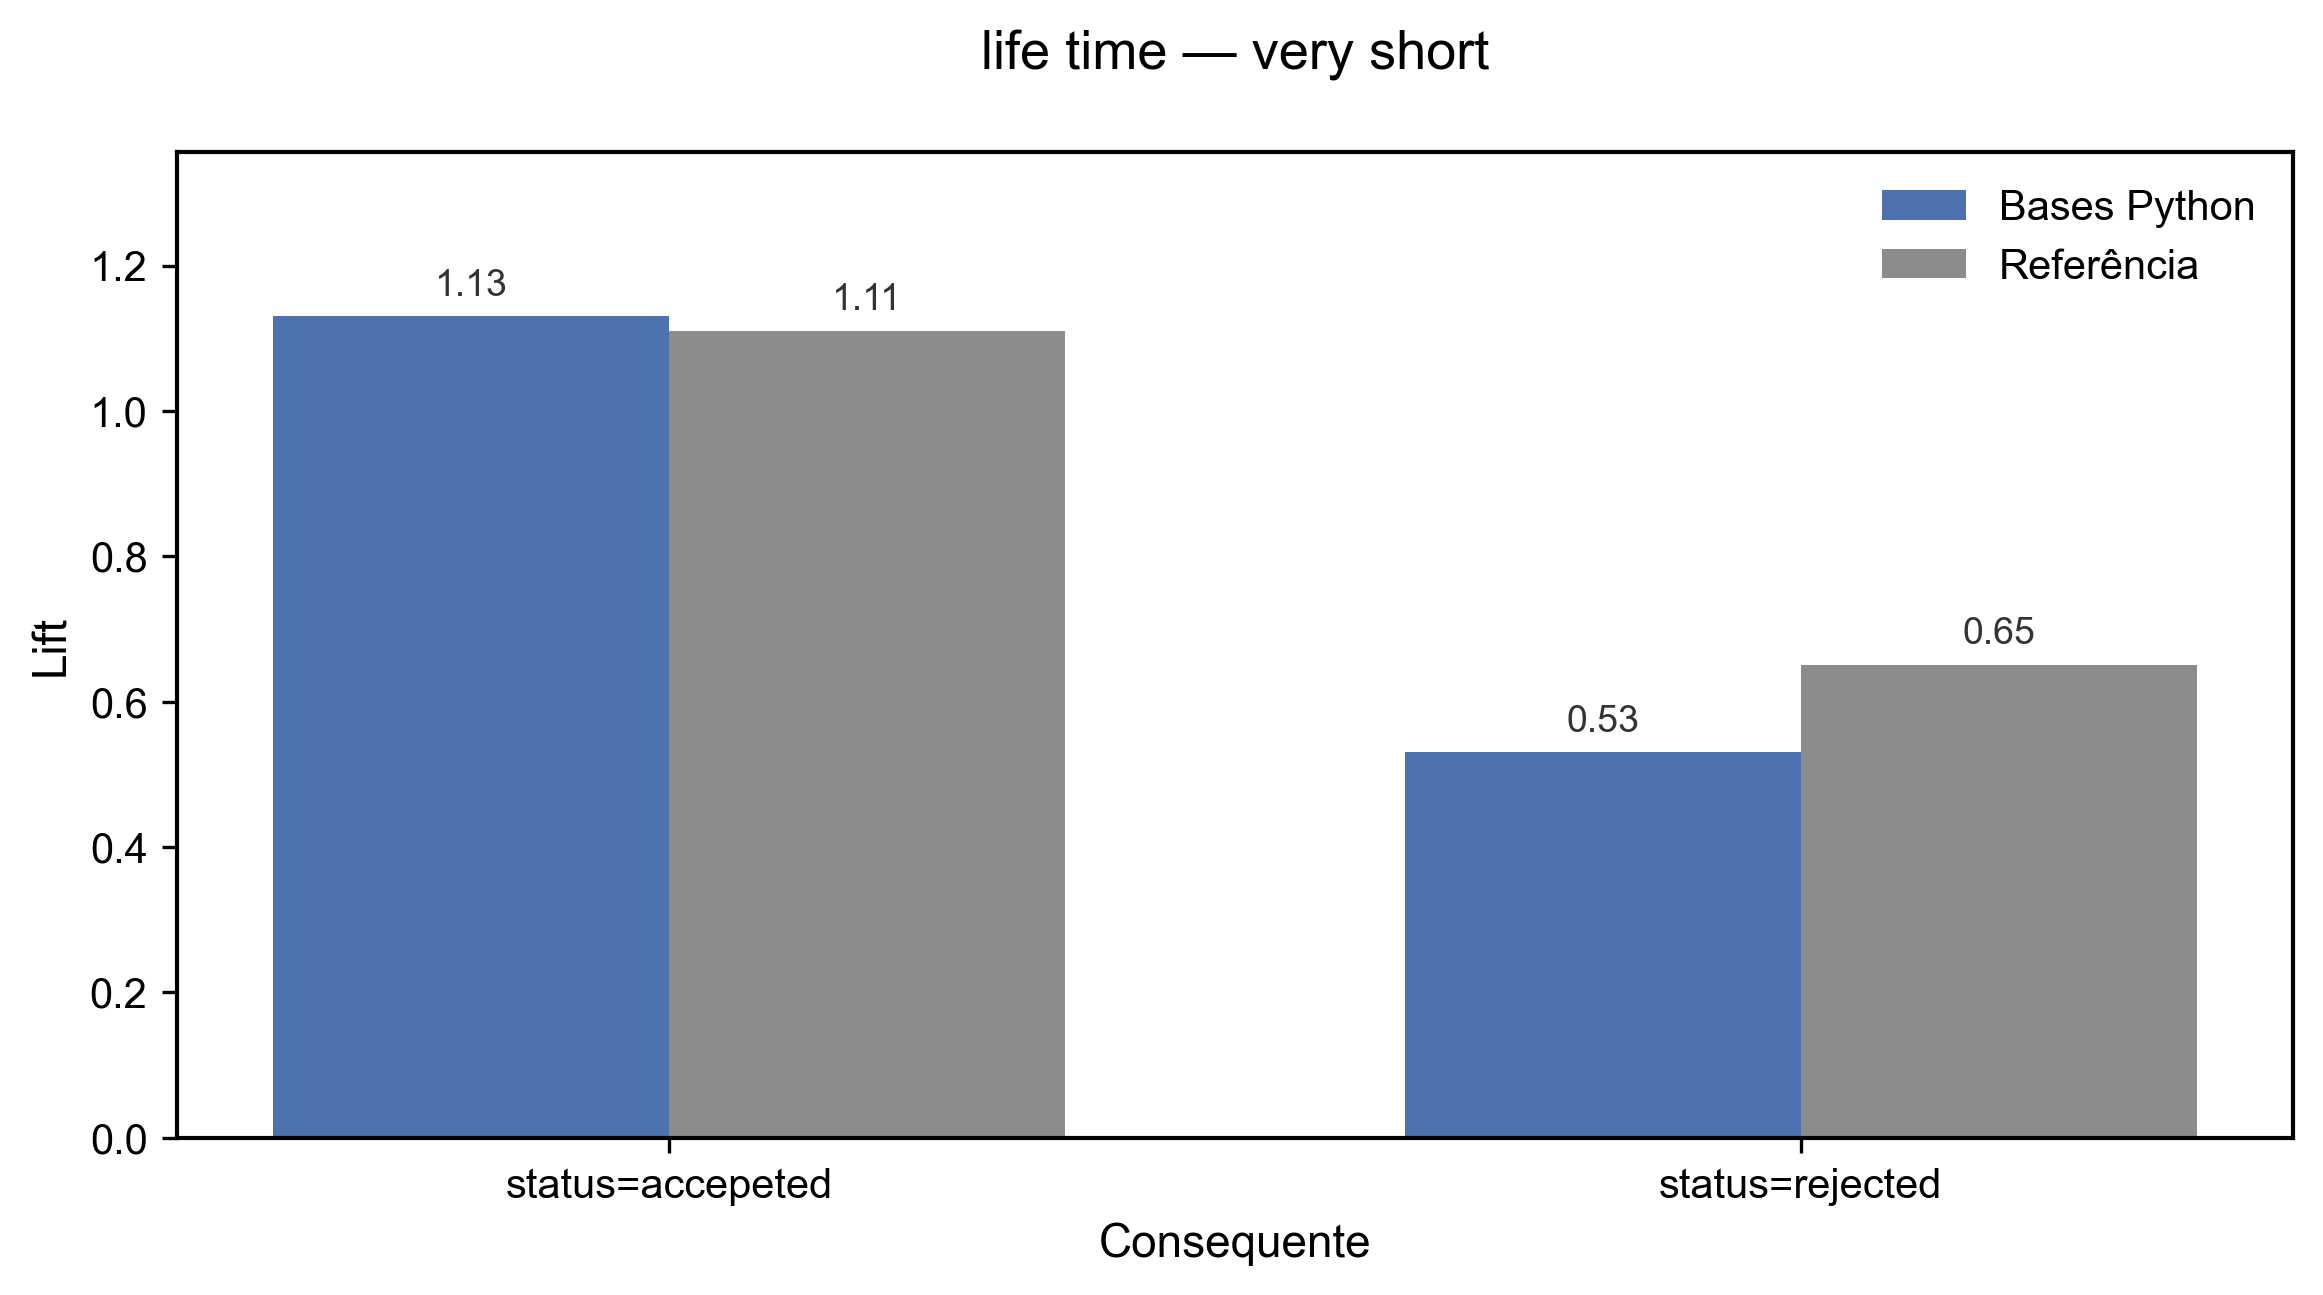 life time — very short
Bases Python
Referência
1.2
1.0
0.8
0.6
0.4
0.2
0.0
Lift
1.13
1.11
0.53
0.65
status=accepeted
status=rejected
Consequente